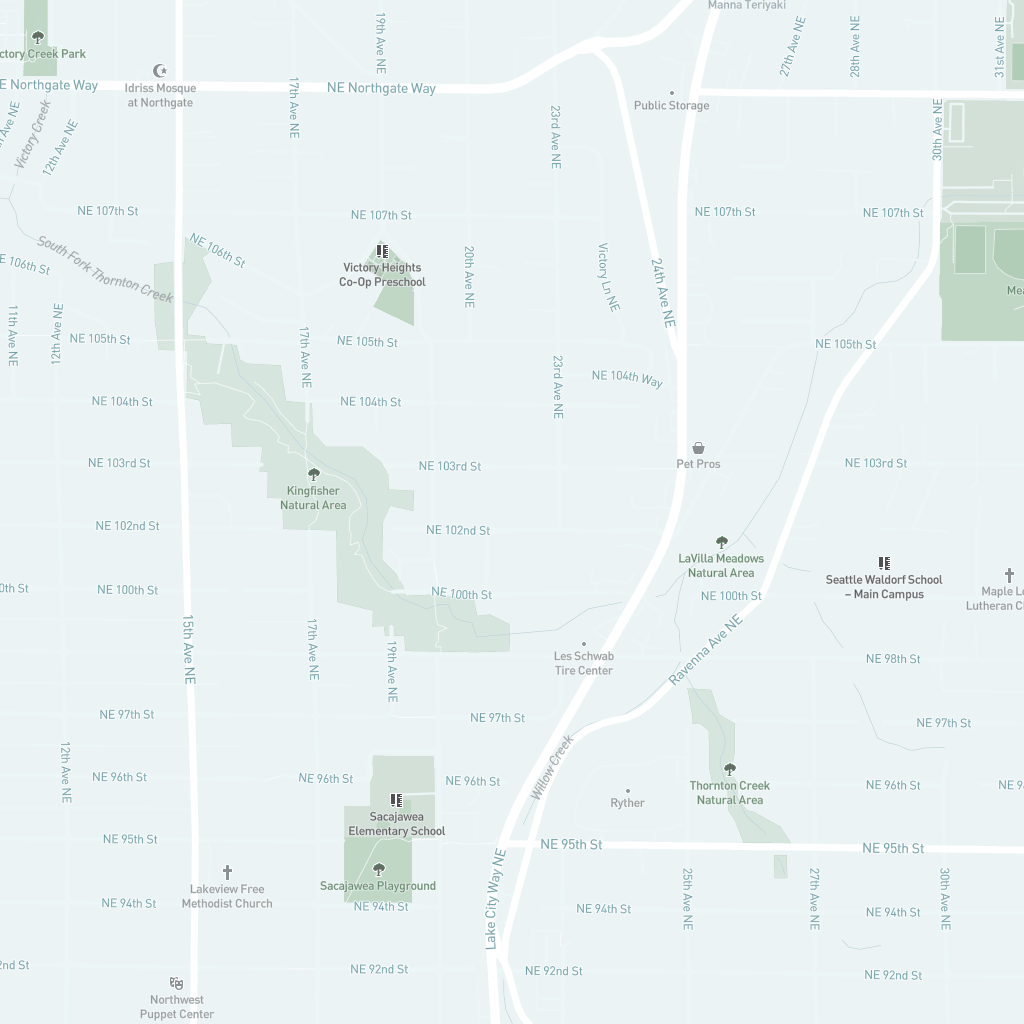 Manna Teriyaki
19th Ave NE
27th Ave NE
28th Ave NE
31st Ave NE
ctory Creek Park
E Northgate Way
Idriss Mosque
at Northgate
17th Ave NE
NE Northgate Way
Public Storage
23rd Ave NE
30th Ave NE
Ave NE
Victory Creek
12th Ave NE
NE 107th St
NE 107th St
NE 107th St
NE 107th St
South Fork Thornton Creek
NE 106th St
NE 106th St
Victory Heights
Co-Op Preschool
20th Ave NE
Victory Ln NE
24th Ave NE
Mea
11th Ave NE
12th Ave NE
NE 105th St
17th Ave NE
NE 105th St
NE 105th St
23rd Ave NE
NE 104th Way
NE 104th St
NE 104th St
NE 103rd St
NE 103rd St
Pet Pros
NE 103rd St
Kingfisher
Natural Area
NE 102nd St
NE 102nd St
LaVilla Meadows
Natural Area
Seattle Waldorf School
– Main Campus
0th St
NE 100th St
NE 100th St
NE 100th St
Maple L
Lutheran C
15th Ave NE
17th Ave NE
19th Ave NE
Les Schwab
Tire Center
Ravenna Ave NE
NE 98th St
NE 97th St
NE 97th St
NE 97th St
12th Ave NE
NE 96th St
NE 96th St
NE 96th St
Willow Creek
Ryther
Thornton Creek
Natural Area
NE 96th St
NE 9
Sacajawea
Elementary School
NE 95th St
NE 95th St
NE 95th St
Lakeview Free
Methodist Church
Sacajawea Playground
Lake City Way NE
25th Ave NE
27th Ave NE
30th Ave NE
NE 94th St
NE 94th St
NE 94th St
NE 94th St
2nd St
NE 92nd St
NE 92nd St
NE 92nd St
Northwest
Puppet Center